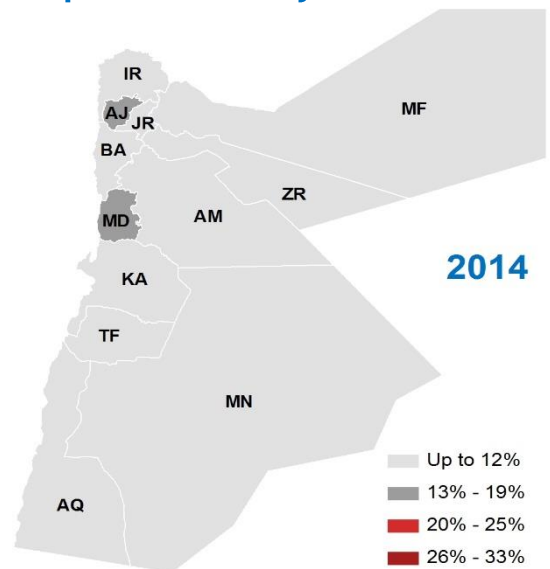 IR
MF
AJ
JR
BA
ZR
MD
AM
2014
KA
TF
MN
Up to 12%
13% - 19%
AQ
20% - 25%
26% - 33%